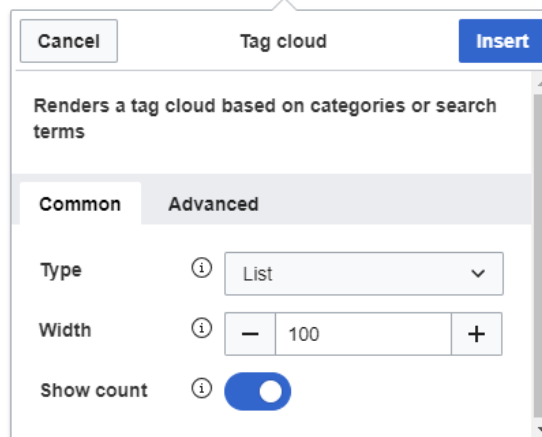 Cancel Tag cloud Insert
Renders a tag cloud based on categories or search
terms
Common Advanced
Type List
Width 100
Show count